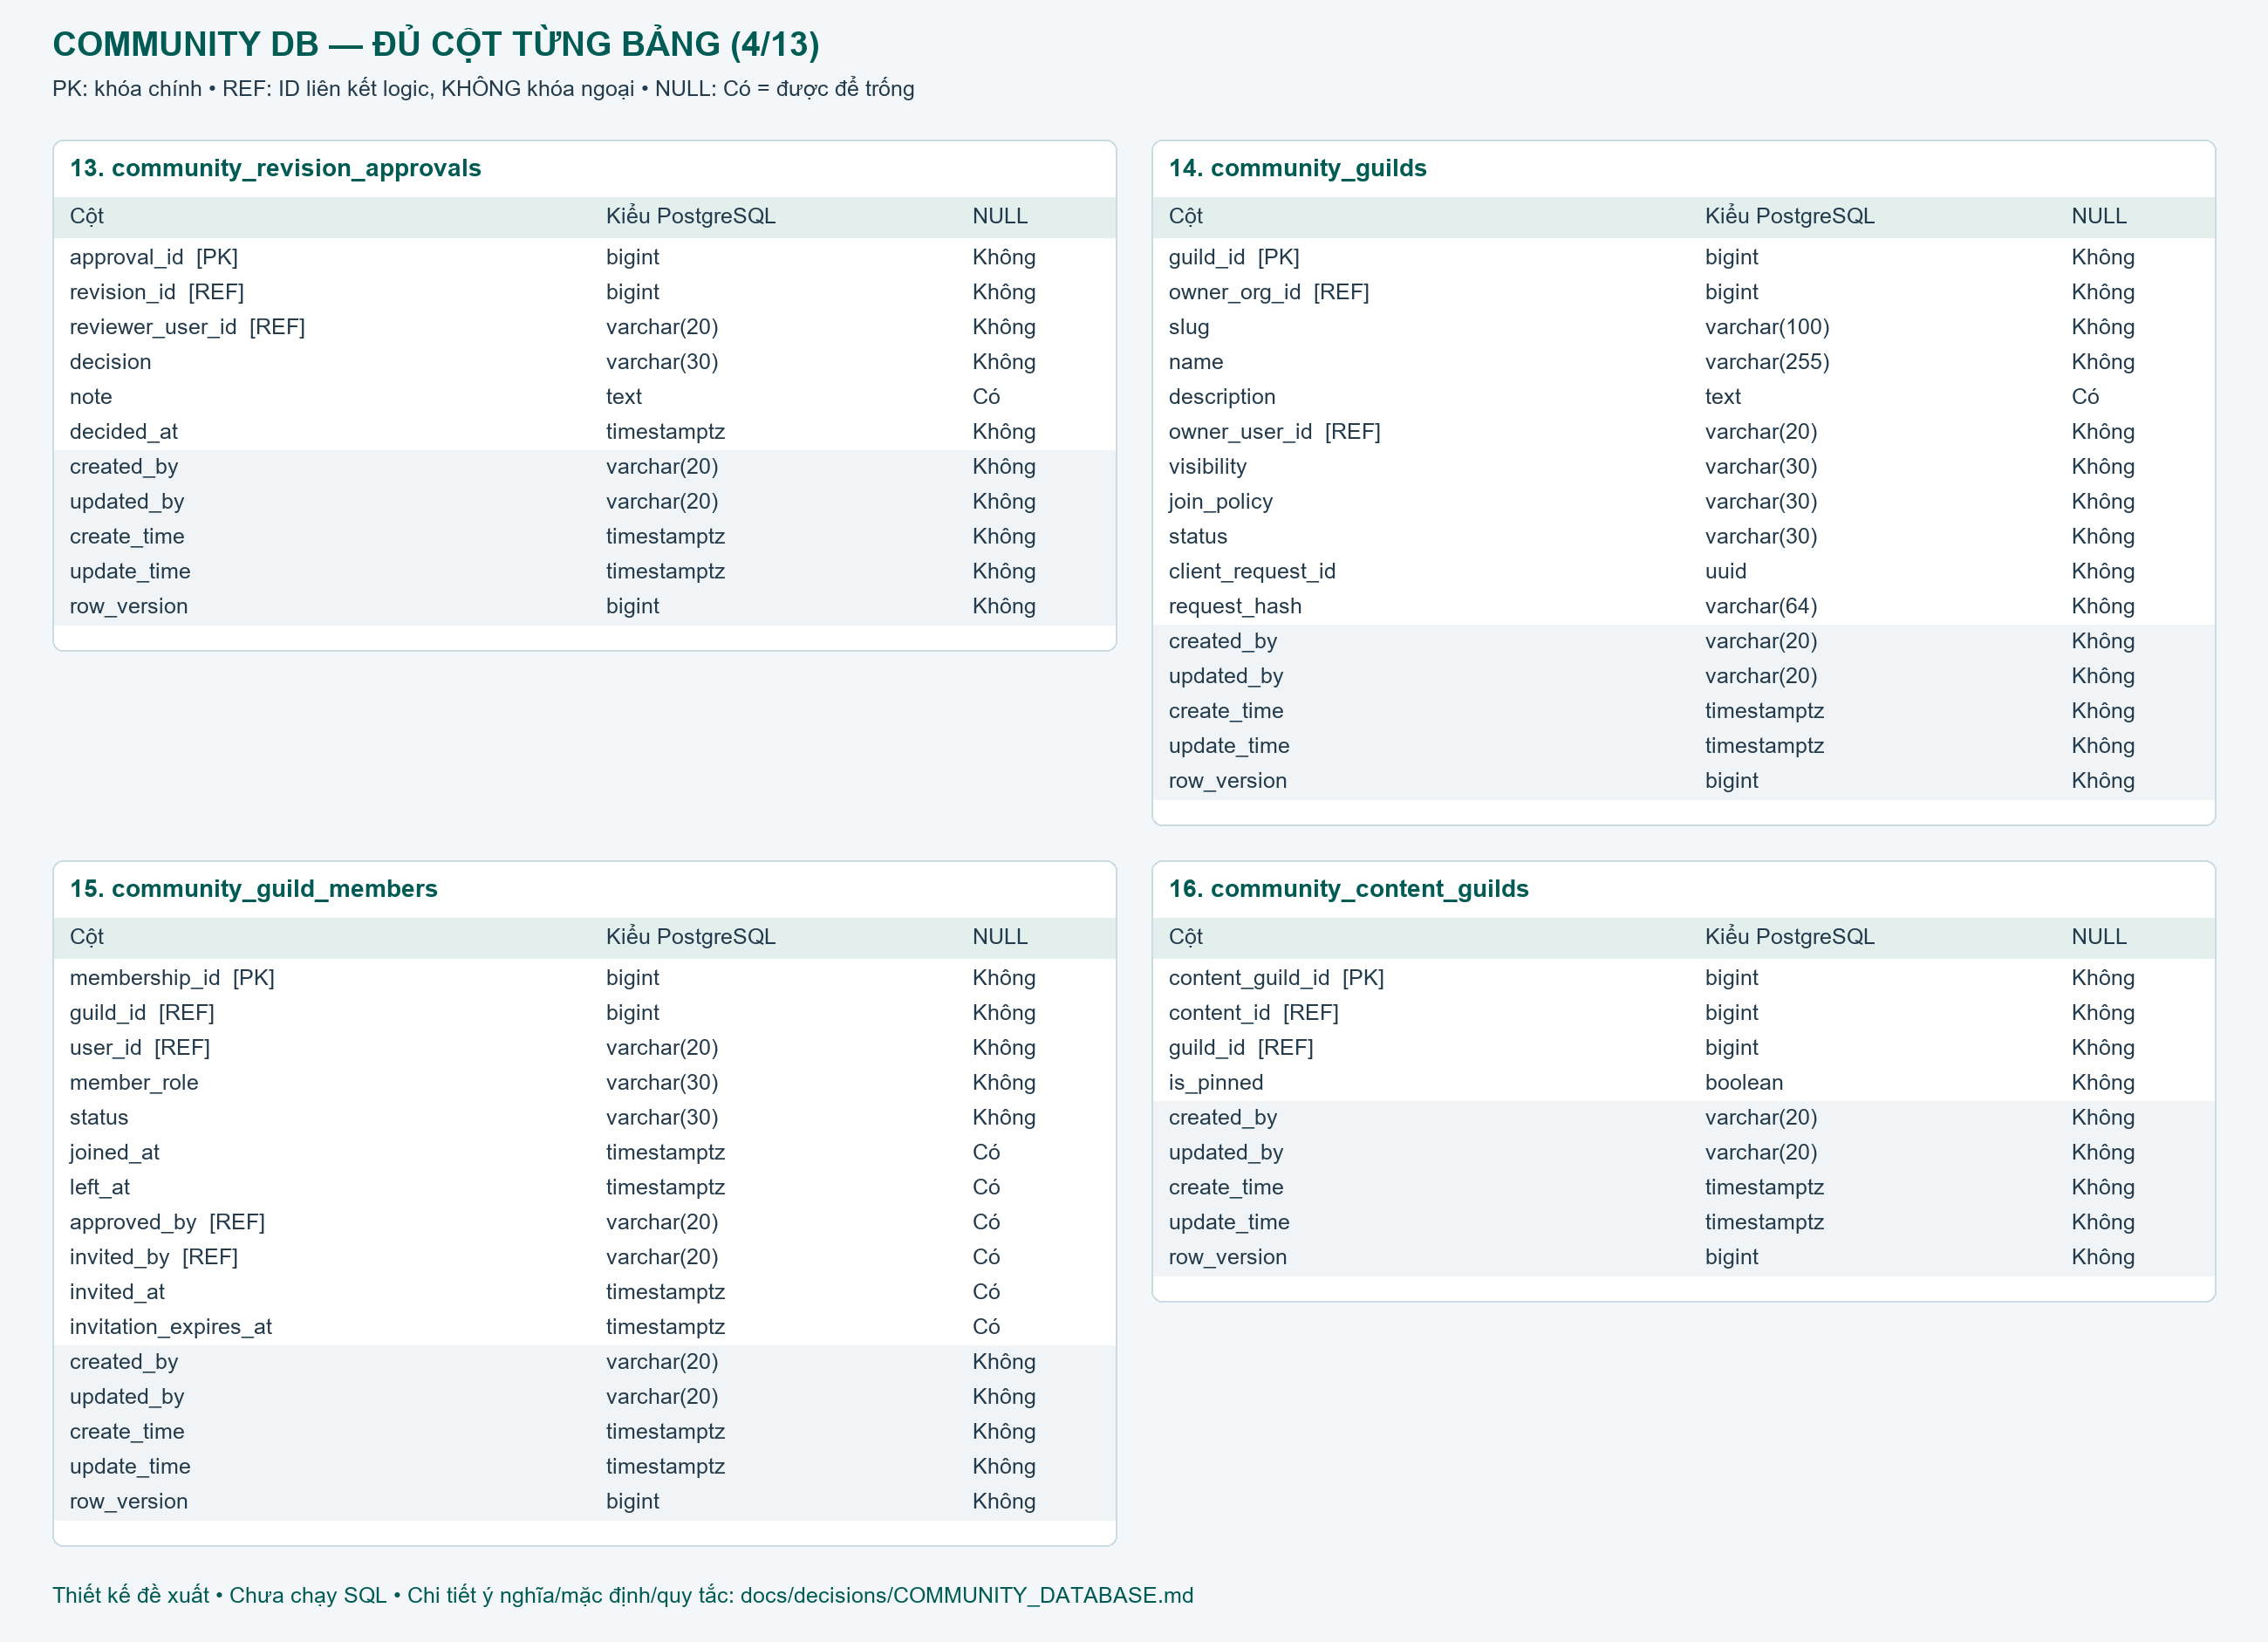 COMMUNITY DB — ĐỦ CỘT TỪNG BẢNG (4/13)
PK: khóa chính • REF: ID liên kết logic, KHÔNG khóa ngoại • NULL: Có = được để trống
13. community_revision_approvals
Cột Kiểu PostgreSQL NULL
approval_id [PK] bigint Không
revision_id [REF] bigint Không
reviewer_user_id [REF] varchar(20) Không
decision varchar(30) Không
note text Có
decided_at timestamptz Không
created_by varchar(20) Không
updated_by varchar(20) Không
create_time timestamptz Không
update_time timestamptz Không
row_version bigint Không
14. community_guilds
Cột Kiểu PostgreSQL NULL
guild_id [PK] bigint Không
owner_org_id [REF] bigint Không
slug varchar(100) Không
name varchar(255) Không
description text Có
owner_user_id [REF] varchar(20) Không
visibility varchar(30) Không
join_policy varchar(30) Không
status varchar(30) Không
client_request_id uuid Không
request_hash varchar(64) Không
created_by varchar(20) Không
updated_by varchar(20) Không
create_time timestamptz Không
update_time timestamptz Không
row_version bigint Không
15. community_guild_members
Cột Kiểu PostgreSQL NULL
membership_id [PK] bigint Không
guild_id [REF] bigint Không
user_id [REF] varchar(20) Không
member_role varchar(30) Không
status varchar(30) Không
joined_at timestamptz Có
left_at timestamptz Có
approved_by [REF] varchar(20) Có
invited_by [REF] varchar(20) Có
invited_at timestamptz Có
invitation_expires_at timestamptz Có
created_by varchar(20) Không
updated_by varchar(20) Không
create_time timestamptz Không
update_time timestamptz Không
row_version bigint Không
16. community_content_guilds
Cột Kiểu PostgreSQL NULL
content_guild_id [PK] bigint Không
content_id [REF] bigint Không
guild_id [REF] bigint Không
is_pinned boolean Không
created_by varchar(20) Không
updated_by varchar(20) Không
create_time timestamptz Không
update_time timestamptz Không
row_version bigint Không
Thiết kế đề xuất • Chưa chạy SQL • Chi tiết ý nghĩa/mặc định/quy tắc: docs/decisions/COMMUNITY_DATABASE.md